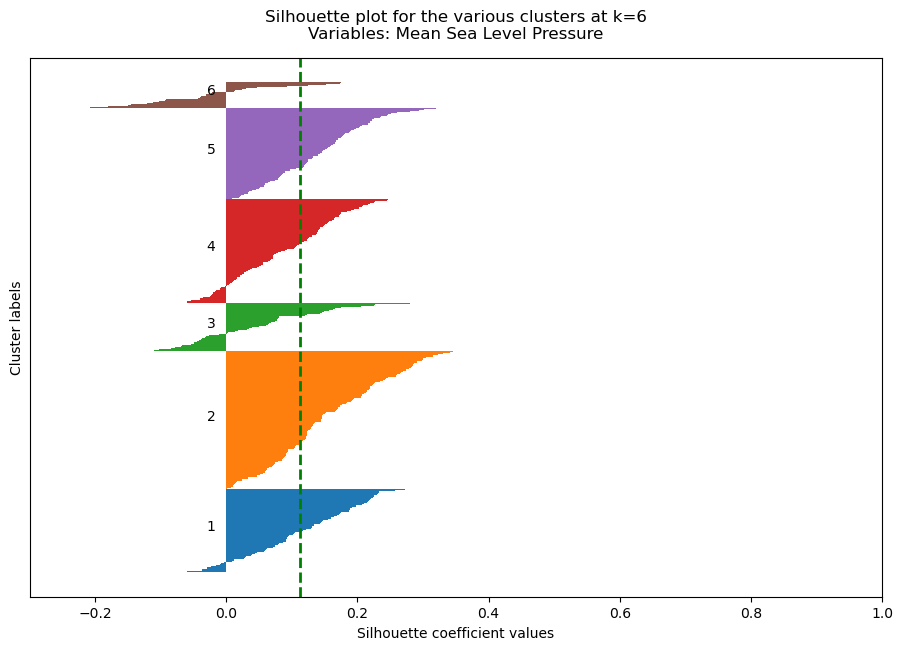 Silhouette plot for the various clusters at k=6
Variables: Mean Sea Level Pressure
6
5
4
3
2
1
Cluster labels
−0.2 0.0 0.2 0.4 0.6 0.8 1.0
Silhouette coefficient values